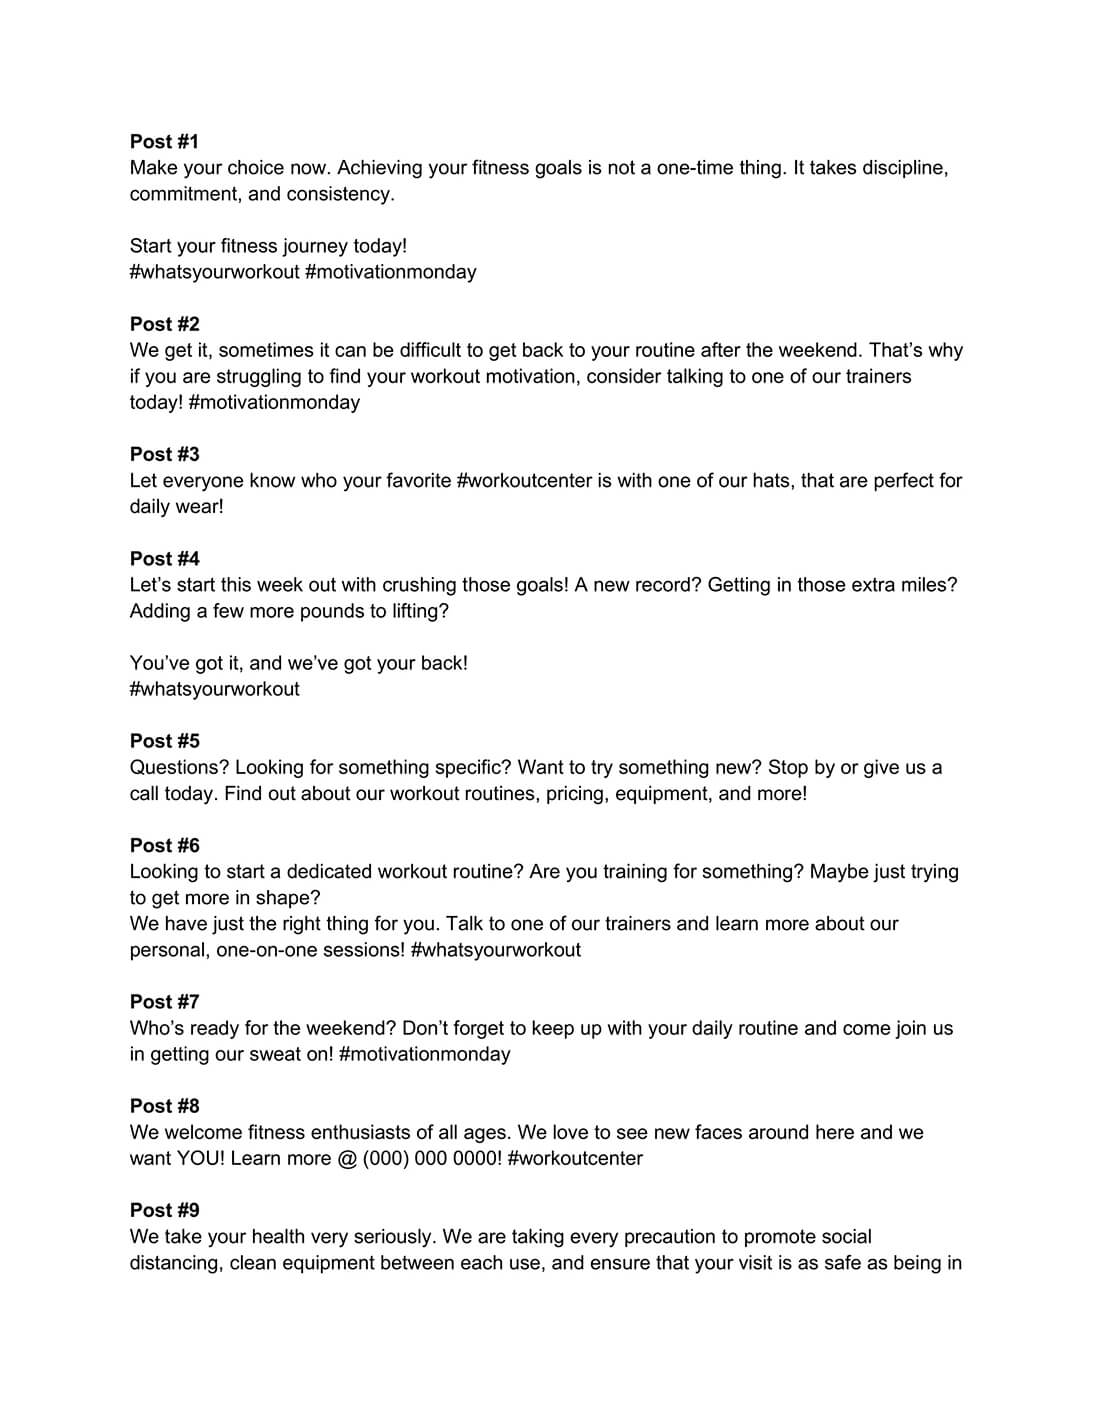 Post #1
Make your choice now. Achieving your fitness goals is not a one-time thing. It takes discipline,
commitment, and consistency.
Start your fitness journey today!
#whatsyourworkout #motivationmonday
Post #2
We get it, sometimes it can be difficult to get back to your routine after the weekend. That’s why
if you are struggling to find your workout motivation, consider talking to one of our trainers
today! #motivationmonday
Post #3
Let everyone know who your favorite #workoutcenter is with one of our hats, that are perfect for
daily wear!
Post #4
Let’s start this week out with crushing those goals! A new record? Getting in those extra miles?
Adding a few more pounds to lifting?
You’ve got it, and we’ve got your back!
#whatsyourworkout
Post #5
Questions? Looking for something specific? Want to try something new? Stop by or give us a
call today. Find out about our workout routines, pricing, equipment, and more!
Post #6
Looking to start a dedicated workout routine? Are you training for something? Maybe just trying
to get more in shape?
We have just the right thing for you. Talk to one of our trainers and learn more about our
personal, one-on-one sessions! #whatsyourworkout
Post #7
Who’s ready for the weekend? Don’t forget to keep up with your daily routine and come join us
in getting our sweat on! #motivationmonday
Post #8
We welcome fitness enthusiasts of all ages. We love to see new faces around here and we
want YOU! Learn more @ (000) 000 0000! #workoutcenter
Post #9
We take your health very seriously. We are taking every precaution to promote social
distancing, clean equipment between each use, and ensure that your visit is as safe as being in